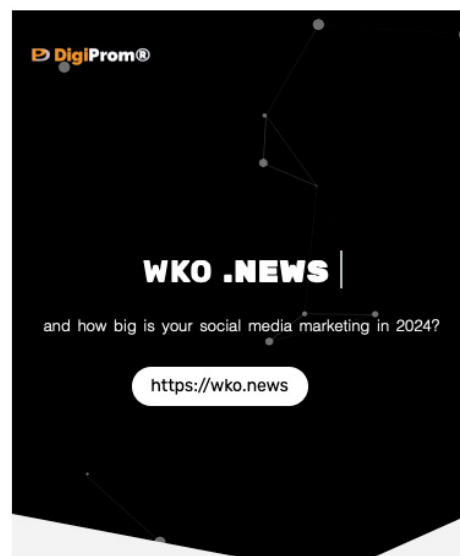 DigiProm®
WKO .NEWS
and how big is your social media marketing in 2024?
https://wko.news